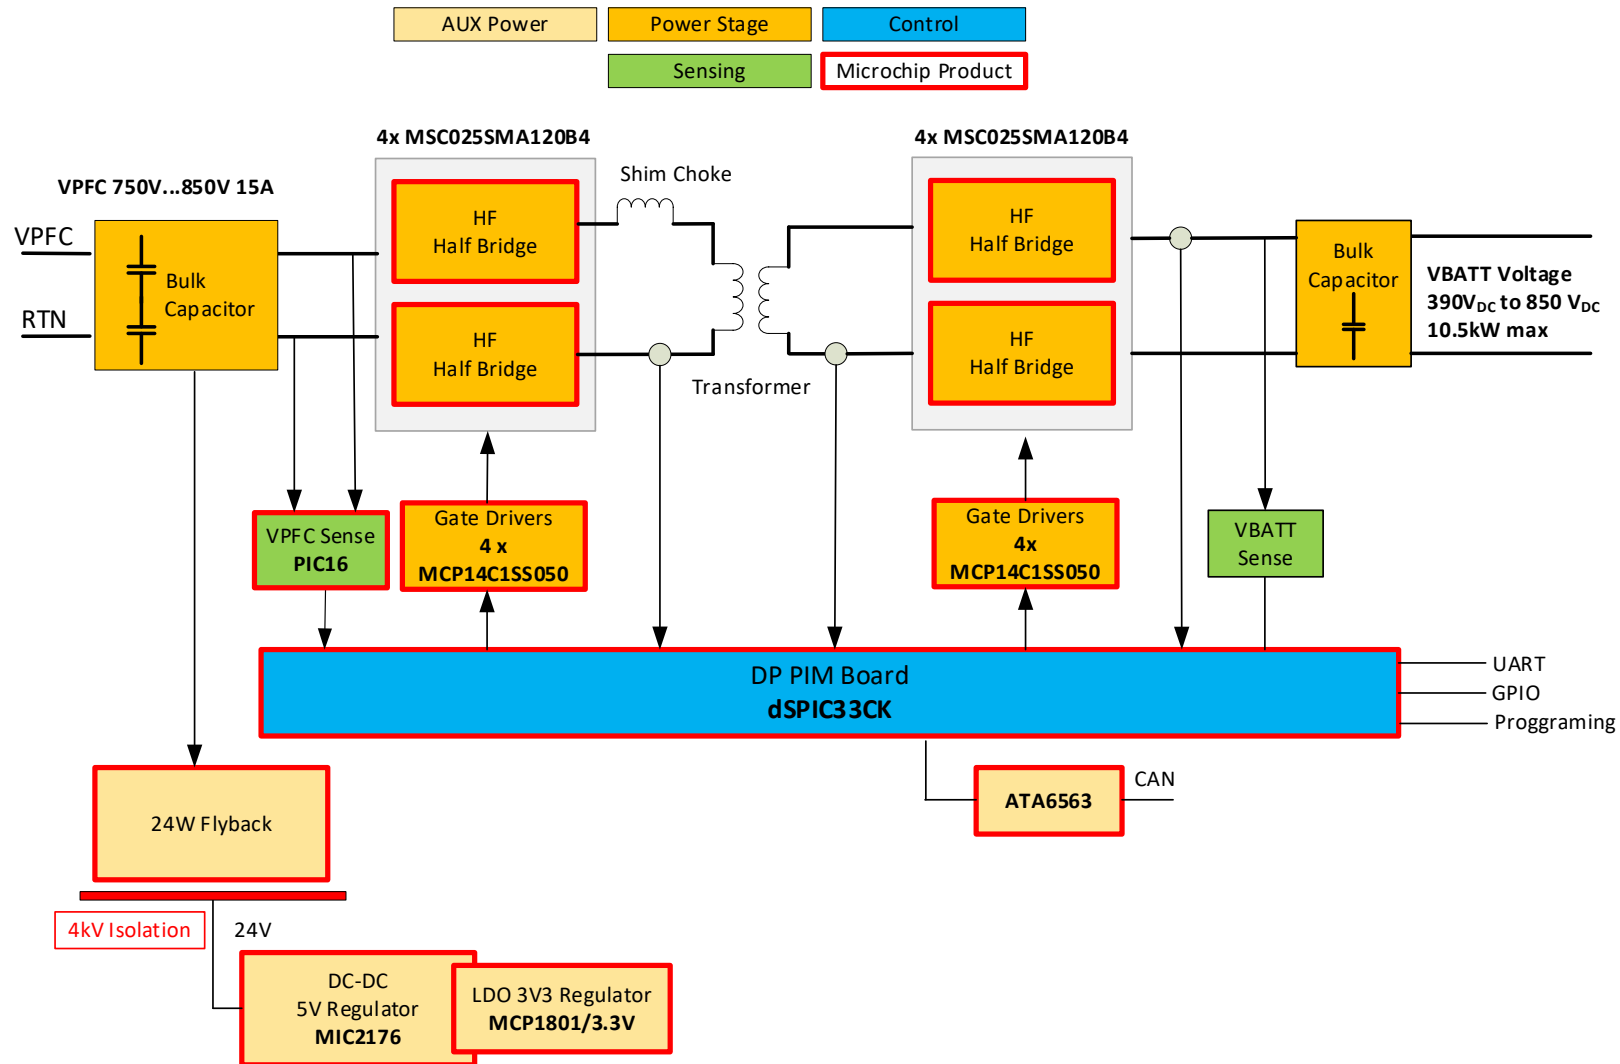 AUX Power
Power Stage
Control
Sensing
Microchip Product
4x MSC025SMA120B4
4x MSC025SMA120B4
VPFC 750V...850V 15A
Shim Choke
HF
Half Bridge
HF
Half Bridge
VPFC
RTN
Bulk
Capacitor
HF
Half Bridge
HF
Half Bridge
Transformer
Bulk
Capacitor
VBATT Voltage
390VDC to 850 VDC
10.5kW max
VPFC Sense
PIC16
Gate Drivers
4 x
MCP14C1SS050
Gate Drivers
4x
MCP14C1SS050
VBATT
Sense
DP PIM Board
dSPIC33CK
UART
GPIO
Proggraming
24W Flyback
ATA6563
CAN
4kV Isolation
24V
DC-DC
5V Regulator
MIC2176
LDO 3V3 Regulator
MCP1801/3.3V